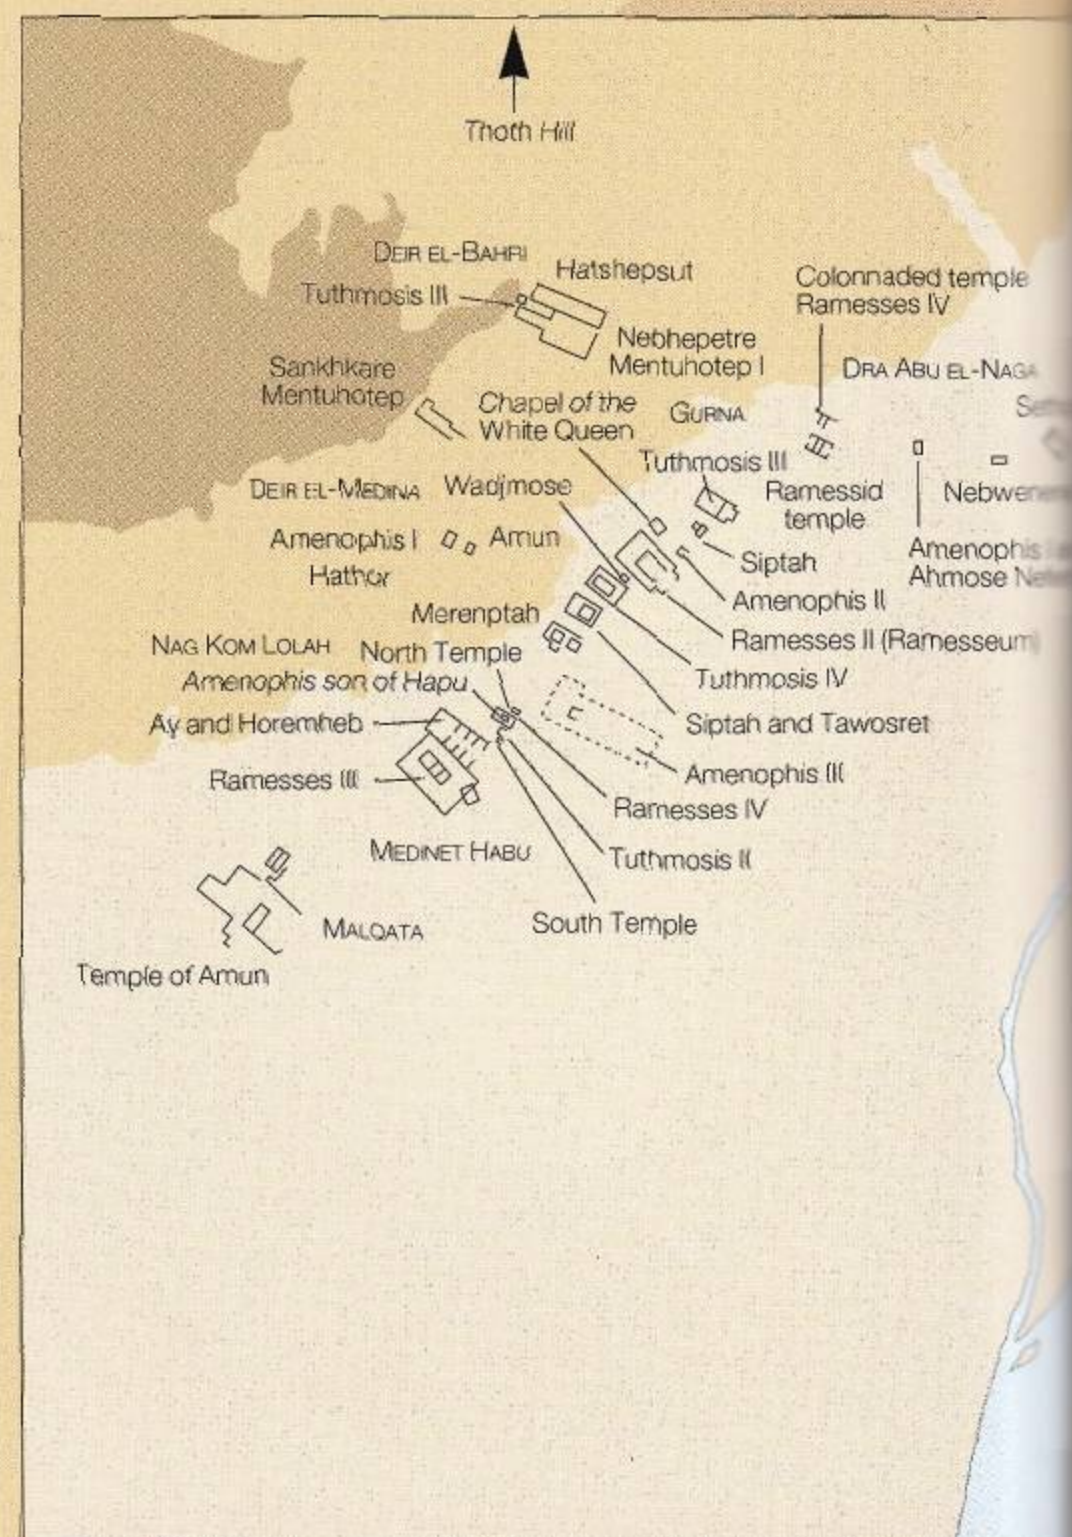 Thoth Hill
DEIR EL-BAHRI
Hatshepsut
Tuthmosis III
Colonnaded temple
Ramesses IV
Nebhepetre
Mentuhotep I
Sankhkare
Mentuhotep
DRA ABU EL-NAGA
Chapel of the
White Queen
GURNA
Tuthmosis III
DEIR EL-MEDINA
Wadjmose
Ramessid
temple
Amenophis I
Amun
Siptah
Amenophis
Ahmose
Hathor
Amenophis II
Merenptah
Ramesses II (Ramesseum)
NAG KOM LOLAH
North Temple
Tuthmosis IV
Amenophis son of Hapu
Ay and Horemheb
Siptah and Tawosret
Ramesses III
Amenophis III
Ramesses IV
MEDINET HABU
Tuthmosis II
South Temple
MALQATA
Temple of Amun